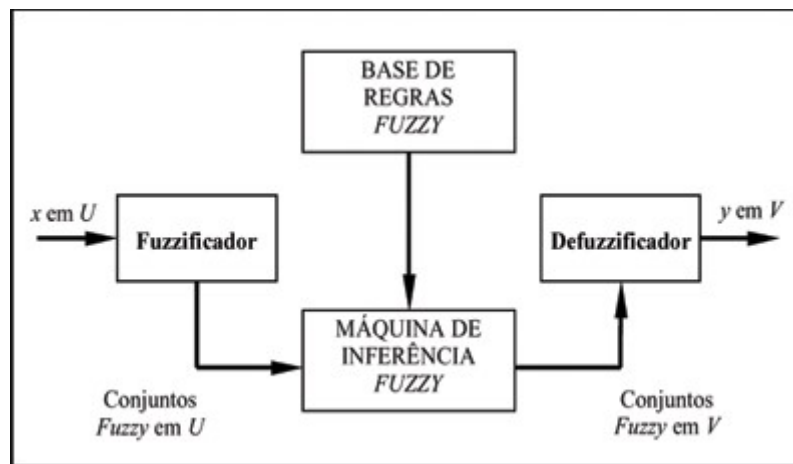 BASE DE
REGRAS
FUZZY
x em U
Fuzzificador
Defuzzificador
y em V
MÁQUINA DE
INFERÊNCIA
FUZZY
Conjuntos
Fuzzy em U
Conjuntos
Fuzzy em V